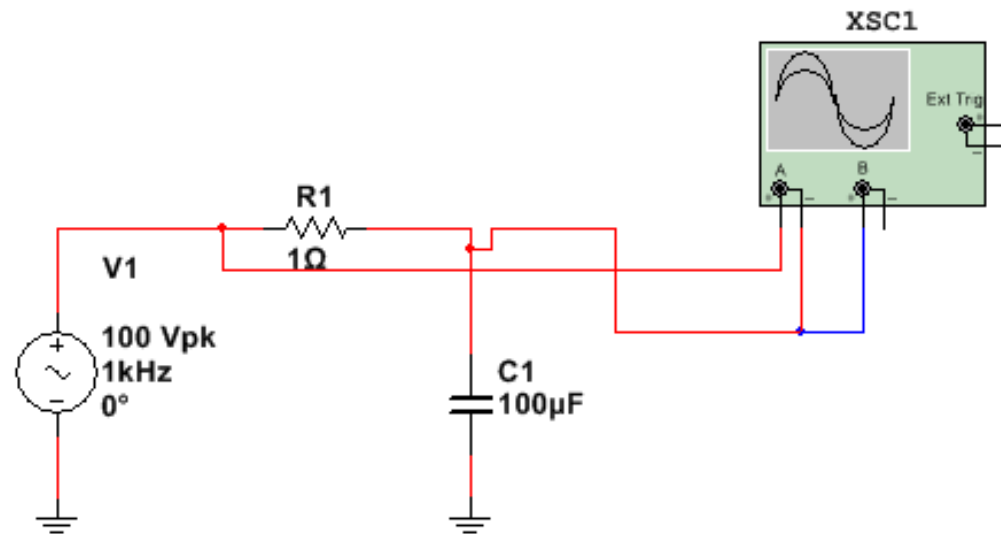 XSC1
Ext Trig
+
_
A
B
+ _
+ _
R1
1Ω
V1
100 Vpk
1kHz
0°
+
–
C1
100µF